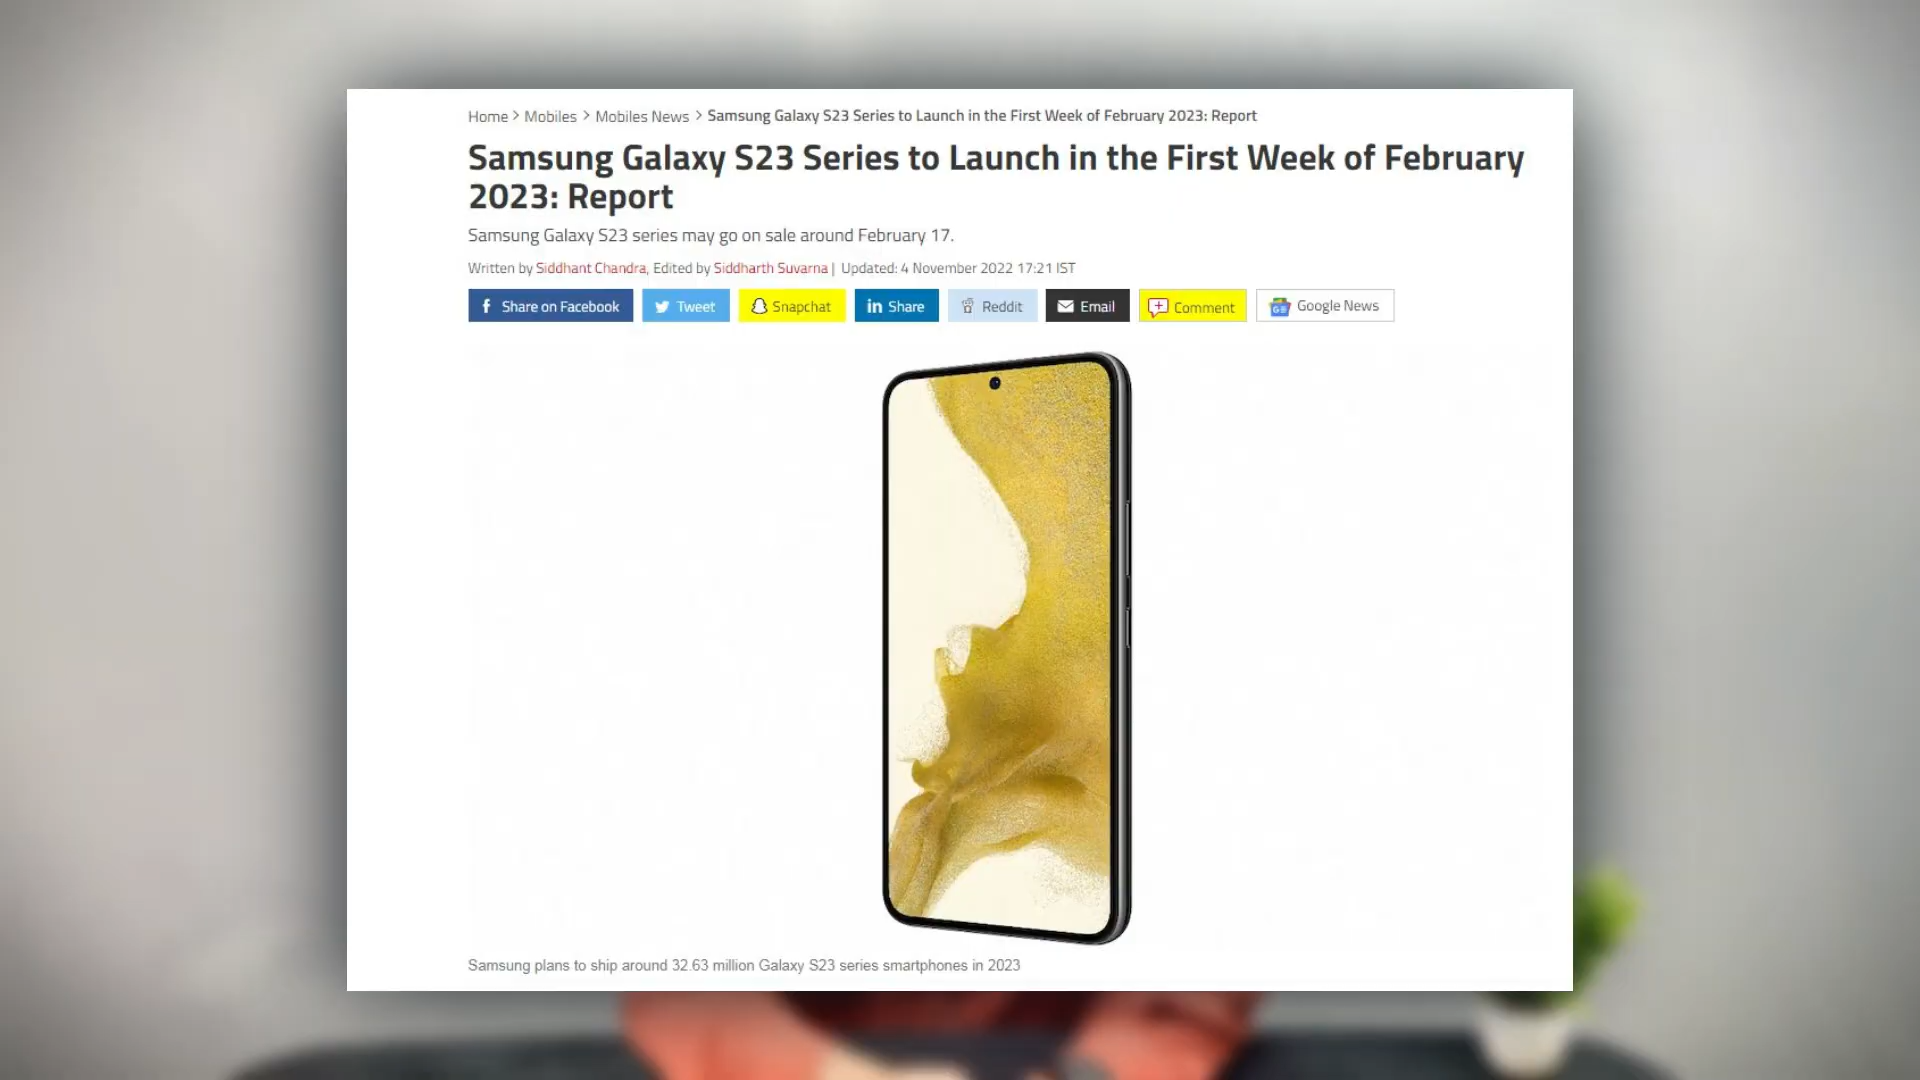 Home > Mobiles > Mobiles News > Samsung Galaxy S23 Series to Launch in the First Week of February 2023: Report
Samsung Galaxy S23 Series to Launch in the First Week of February
2023: Report
Samsung Galaxy S23 series may go on sale around February 17.
Written by Siddhant Chandra, Edited by Siddharth Suvarna | Updated: 4 November 2022 17:21 IST
Share on Facebook Tweet Snapchat in Share Reddit Email Comment Google News
Samsung plans to ship around 32.63 million Galaxy S23 series smartphones in 2023